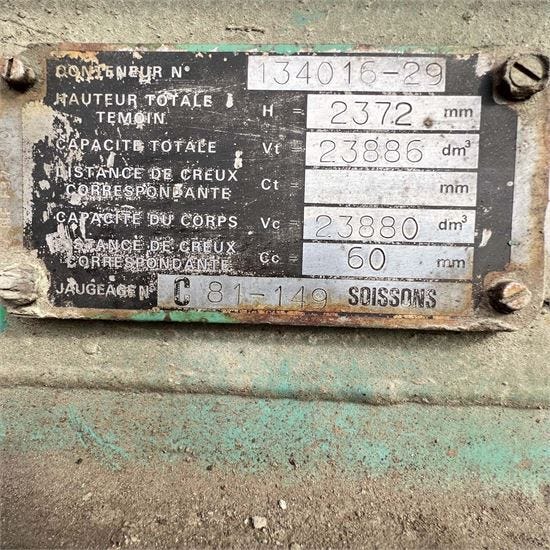 CONTENEUR N° 134016-29
HAUTEUR TOTALE
TEMOIN H = 2372 mm
CAPACITE TOTALE Vt = 23886 dm³
DISTANCE DE CREUX
CORRESPONDANTE Ct = mm
CAPACITE DU CORPS Vc = 23880 dm³
DISTANCE DE CREUX
CORRESPONDANTE Cc = 60 mm
JAUGEAGE N° C 81-149 SOISSONS